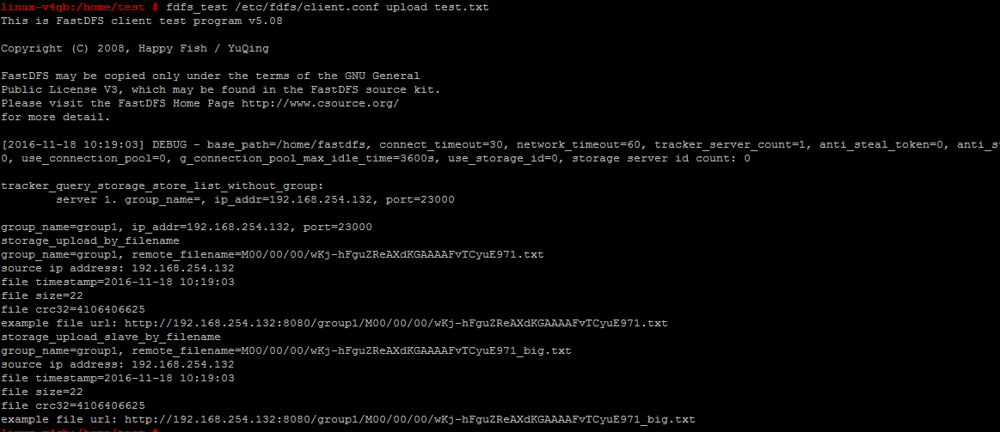 linux-v4qb:/home/test # fdfs_test /etc/fdfs/client.conf upload test.txt
This is FastDFS client test program v5.08
Copyright (C) 2008, Happy Fish / YuQing
FastDFS may be copied only under the terms of the GNU General
Public License V3, which may be found in the FastDFS source kit.
Please visit the FastDFS Home Page http://www.csource.org/
for more detail.
[2016-11-18 10:19:03] DEBUG - base_path=/home/fastdfs, connect_timeout=30, network_timeout=60, tracker_server_count=1, anti_steal_token=0, anti_s
0, use_connection_pool=0, g_connection_pool_max_idle_time=3600s, use_storage_id=0, storage server id count: 0
tracker_query_storage_store_list_without_group:
server 1. group_name=, ip_addr=192.168.254.132, port=23000
group_name=group1, ip_addr=192.168.254.132, port=23000
storage_upload_by_filename
group_name=group1, remote_filename=M00/00/00/wKj-hFguZReAXdKGAAAAFvTCyuE971.txt
source ip address: 192.168.254.132
file timestamp=2016-11-18 10:19:03
file size=22
file crc32=4106406625
example file url: http://192.168.254.132:8080/group1/M00/00/00/wKj-hFguZReAXdKGAAAAFvTCyuE971.txt
storage_upload_slave_by_filename
group_name=group1, remote_filename=M00/00/00/wKj-hFguZReAXdKGAAAAFvTCyuE971_big.txt
source ip address: 192.168.254.132
file timestamp=2016-11-18 10:19:03
file size=22
file crc32=4106406625
example file url: http://192.168.254.132:8080/group1/M00/00/00/wKj-hFguZReAXdKGAAAAFvTCyuE971_big.txt